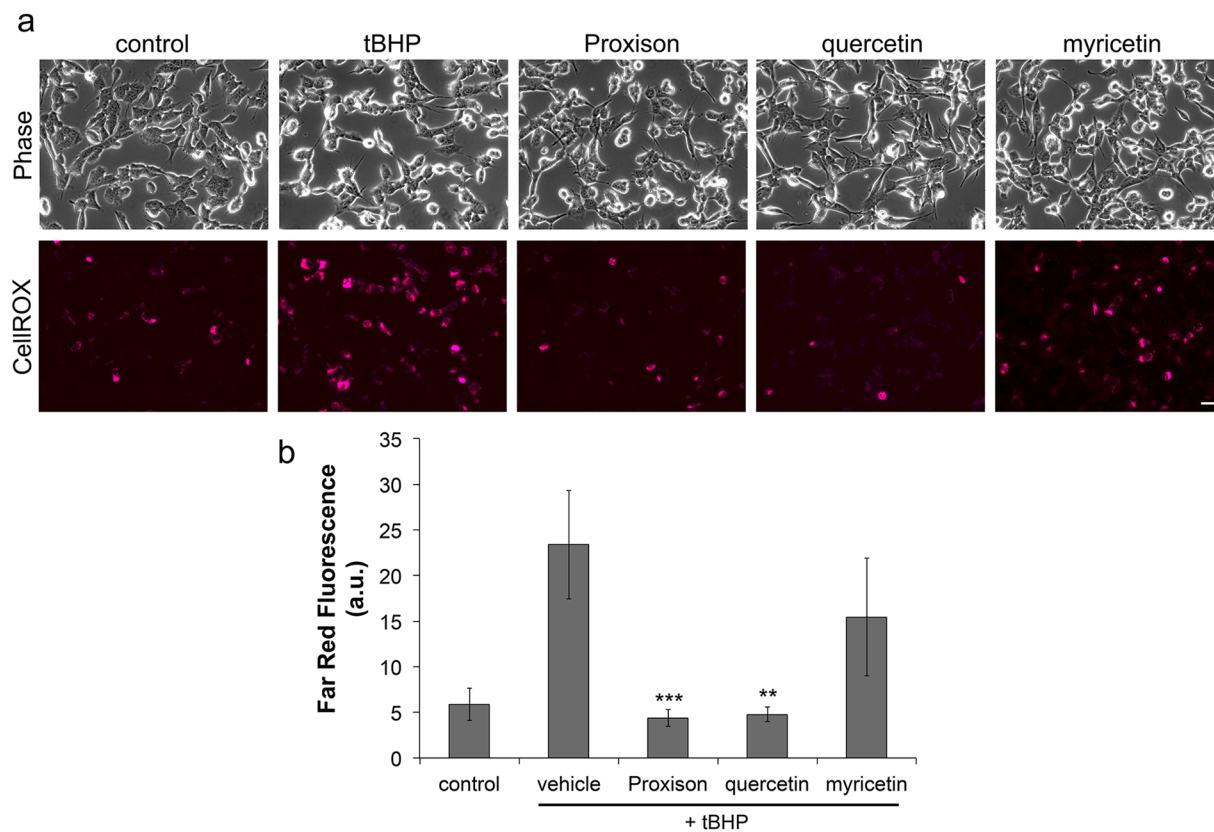 a
control tBHP Proxison quercetin myricetin
Phase
CellROX
b
Far Red Fluorescence
(a.u.)
35
30
25
20
15
10
5
0
*** **
control vehicle Proxison quercetin myricetin
+ tBHP